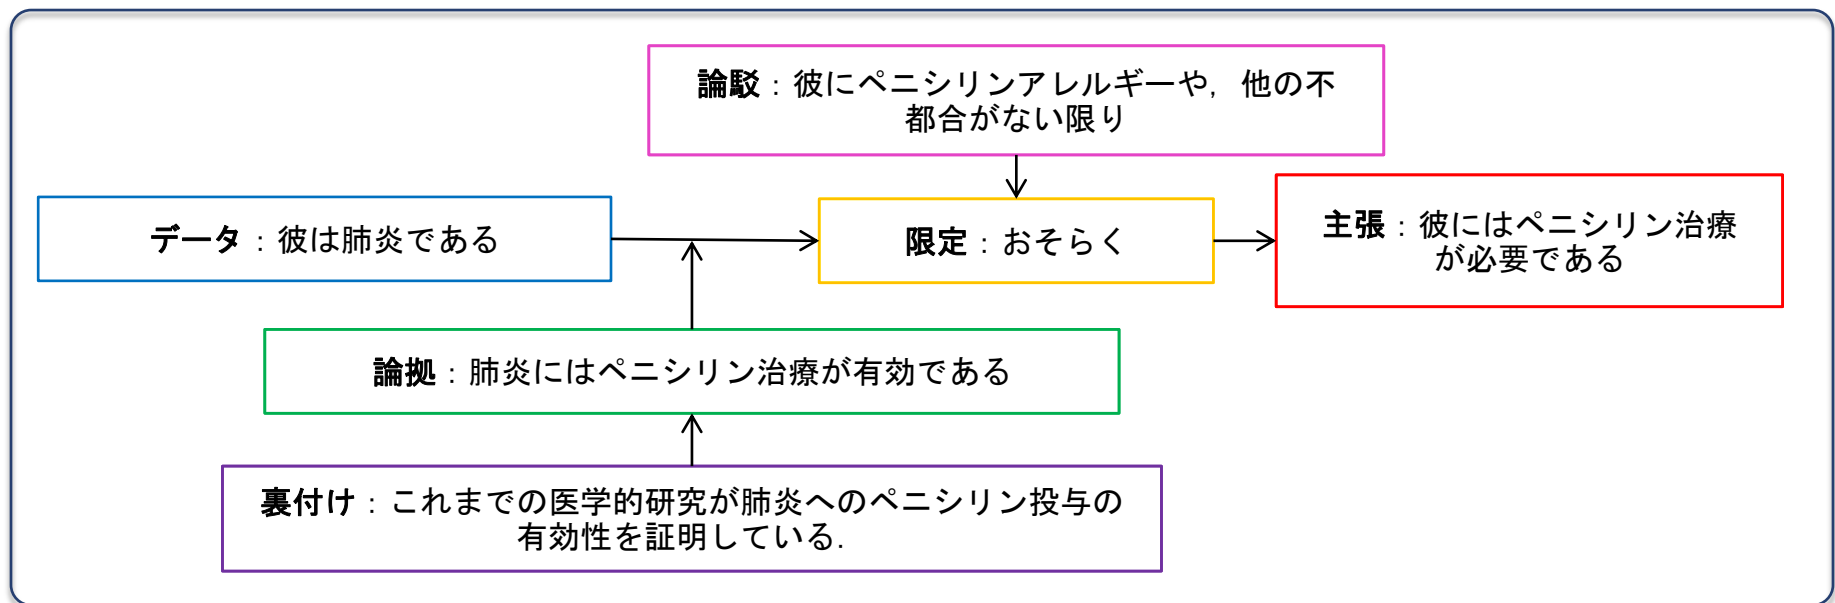 論駁：彼にペニシリンアレルギーや，他の不
都合がない限り
データ：彼は肺炎である
限定：おそらく
主張：彼にはペニシリン治療
が必要である
論拠：肺炎にはペニシリン治療が有効である
裏付け：これまでの医学的研究が肺炎へのペニシリン投与の
有効性を証明している.